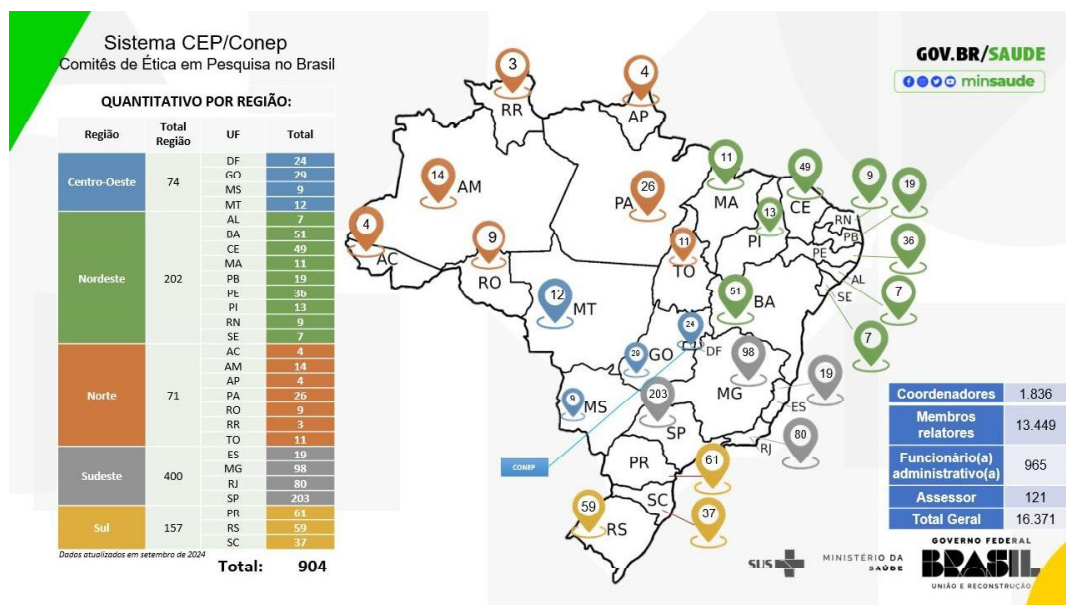 Sistema CEP/Conep
Comitês de Ética em Pesquisa no Brasil
QUANTITATIVO POR REGIÃO:
Região Total Região UF Total
Centro-Oeste 74 DF 24
GO 29
MS 9
MT 12
Nordeste 202 AL 7
BA 51
CE 49
MA 11
PB 19
PE 36
PI 13
RN 9
SE 7
Norte 71 AC 4
AM 14
AP 4
PA 26
RO 9
RR 3
TO 11
Sudeste 400 ES 19
MG 98
RJ 80
SP 203
Sul 157 PR 61
RS 59
SC 37
Dados atualizados em setembro de 2024
Total: 904
3
RR
4
AP
14
AM
26
PA
11
MA
49
CE
9
RN
19
PB
13
PI
36
PE
4
AC
9
RO
11
TO
7
AL
SE
7
12
MT
51
BA
24
DF
29
GO
98
MG
19
ES
9
MS
203
SP
80
RJ
CONEP
PR
61
SC
37
59
RS
GOV.BR/SAUDE
minsaude
Coordenadores 1.836
Membros relatores 13.449
Funcionário(a) administrativo(a) 965
Assessor 121
Total Geral 16.371
SUS
MINISTÉRIO DA
SAÚDE
GOVERNO FEDERAL
BRASIL
UNIÃO E RECONSTRUÇÃO